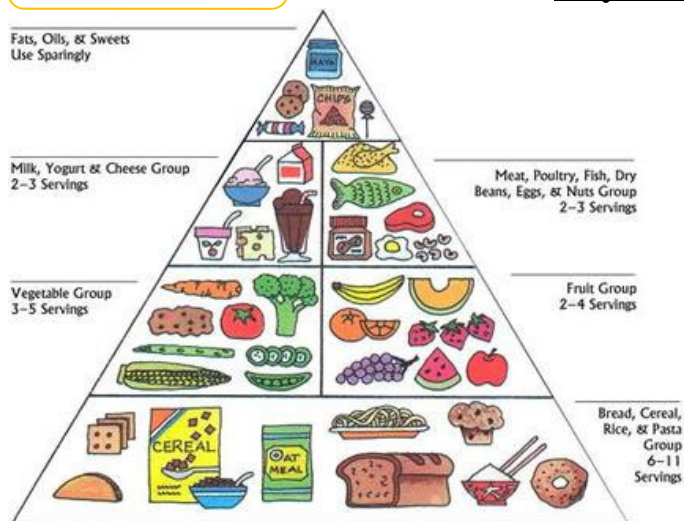 Fats, Oils, & Sweets
Use Sparingly
MAYO
CHIPS
Milk, Yogurt & Cheese Group
2–3 Servings
Meat, Poultry, Fish, Dry
Beans, Eggs, & Nuts Group
2–3 Servings
Vegetable Group
3–5 Servings
Fruit Group
2–4 Servings
Bread, Cereal,
Rice, & Pasta
Group
6–11
Servings
CEREAL
OAT
MEAL